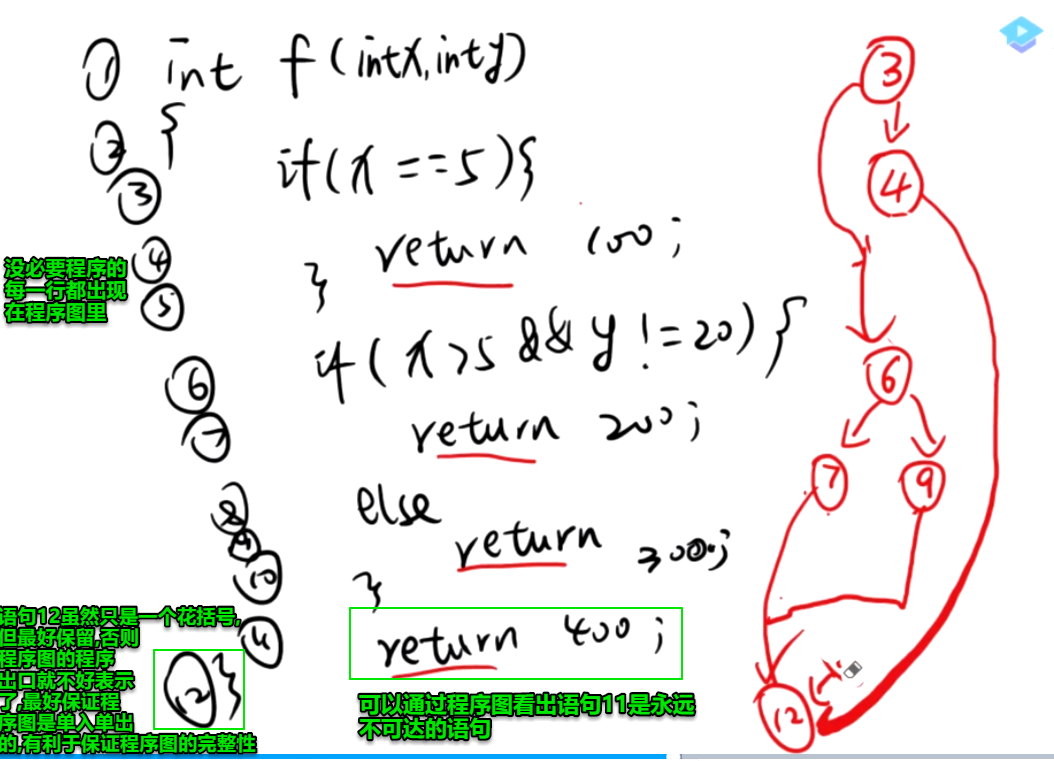 ① int f(intx,inty)
② {
③ if(x==5){
④ return 100;
⑤ }
⑥ if(x>5 && y!=20){
⑦ return 200;
⑧ else
⑨ return 300;
⑩ }
return 400;
⑫ }
没必要程序的
每一行都出现
在程序图里
语句12虽然只是一个花括号,
但最好保留,否则
程序图的程序
出口就不好表示
了,最好保证程
序图是单入单出
的,有利于保证程序图的完整性
可以通过程序图看出语句11是永远
不可达的语句
③
④
⑥
⑦ ⑨
⑫